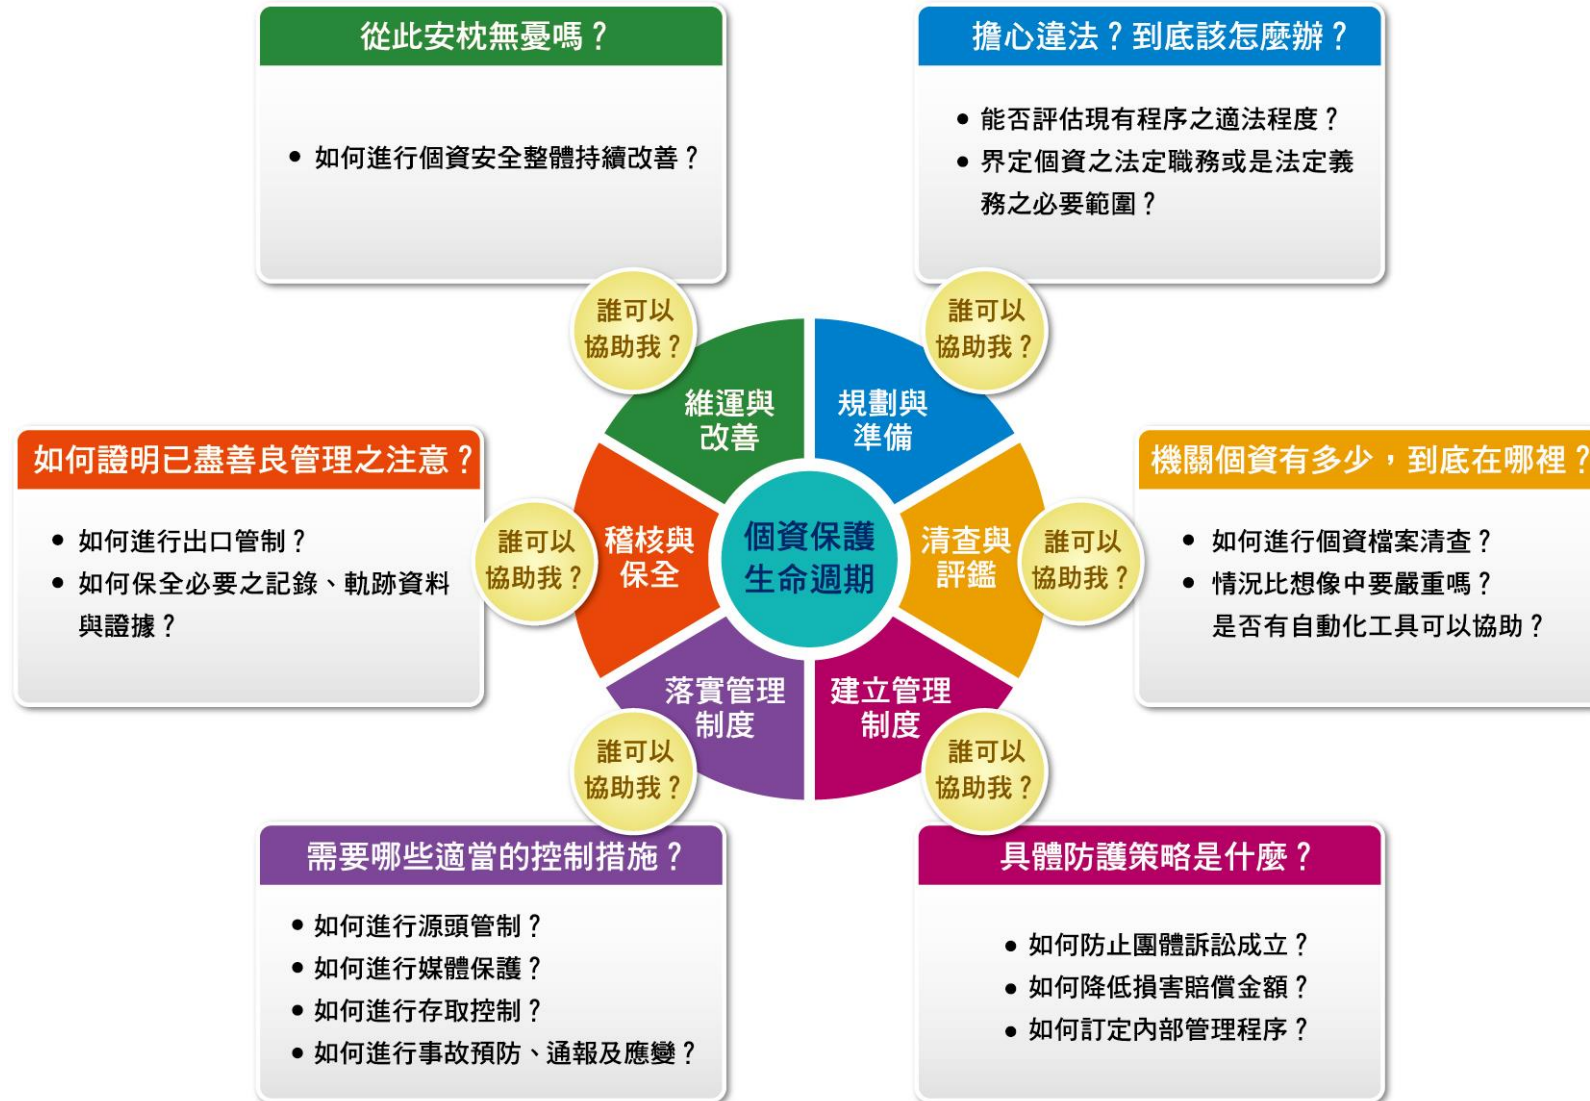 從此安枕無憂嗎？
• 如何進行個資安全整體持續改善？
擔心違法？到底該怎麼辦？
• 能否評估現有程序之適法程度？
• 界定個資之法定職務或是法定義
務之必要範圍？
誰可以
協助我？
誰可以
協助我？
維運與
改善
規劃與
準備
如何證明已盡善良管理之注意？
• 如何進行出口管制？
• 如何保全必要之記錄、軌跡資料
與證據？
誰可以
協助我？
稽核與
保全
個資保護
生命週期
清查與
評鑑
誰可以
協助我？
機關個資有多少，到底在哪裡？
• 如何進行個資檔案清查？
• 情況比想像中要嚴重嗎？
是否有自動化工具可以協助？
落實管理
制度
建立管理
制度
誰可以
協助我？
誰可以
協助我？
需要哪些適當的控制措施？
• 如何進行源頭管制？
• 如何進行媒體保護？
• 如何進行存取控制？
• 如何進行事故預防、通報及應變？
具體防護策略是什麼？
• 如何防止團體訴訟成立？
• 如何降低損害賠償金額？
• 如何訂定內部管理程序？